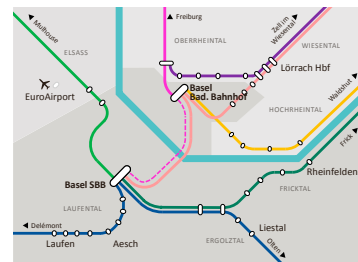 Mulhouse
Freiburg
Zell im
Wiesental
ELSASS
OBERRHEINTAL
WIESENTAL
Lörrach Hbf
EuroAirport
Basel
Bad. Bahnhof
Waldshut
HOCHRHEINTAL
Frick
Rheinfelden
Basel SBB
FRICKTAL
LAUFENTAL
Delémont
Liestal
Laufen
Aesch
ERGOLZTAL
Olten